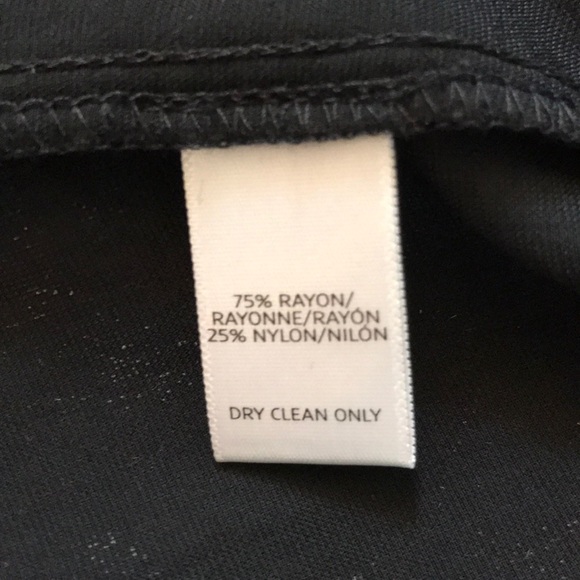 75% RAYON/
RAYONNE/RAYÓN
25% NYLON/NILÓN
DRY CLEAN ONLY